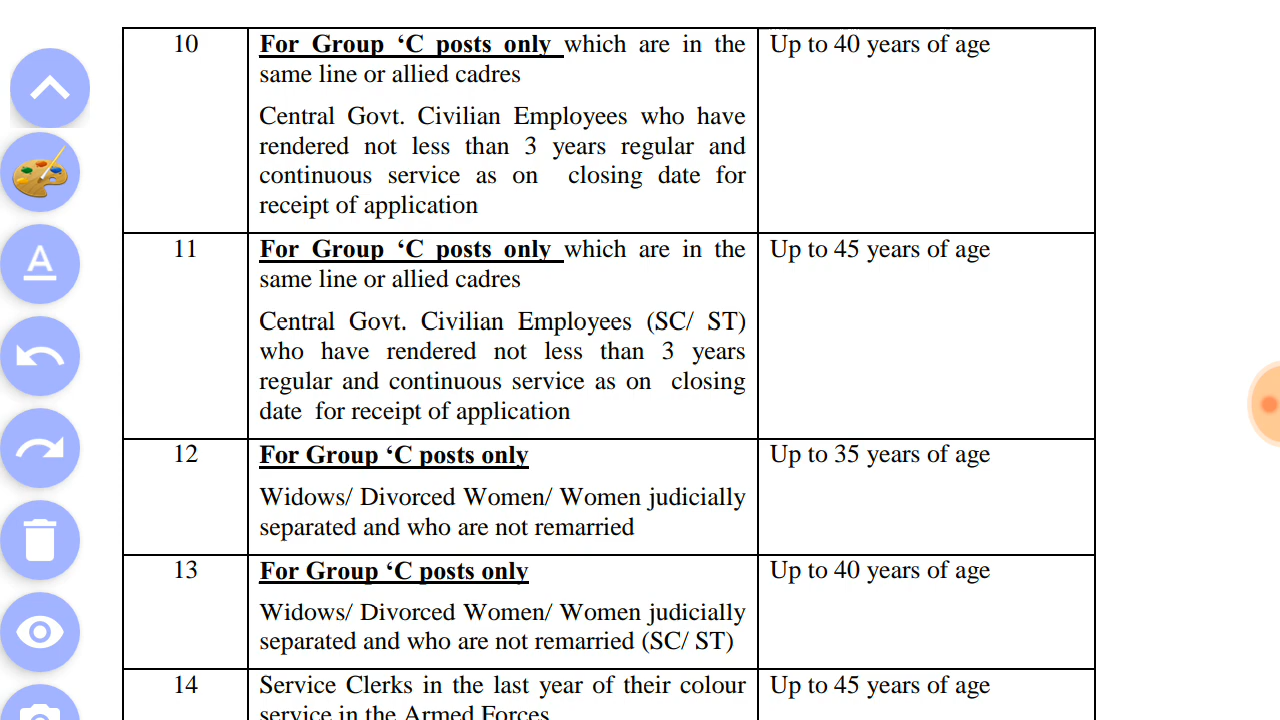 10
For Group ‘C posts only which are in the
same line or allied cadres
Central Govt. Civilian Employees who have
rendered not less than 3 years regular and
continuous service as on closing date for
receipt of application
Up to 40 years of age
11
For Group ‘C posts only which are in the
same line or allied cadres
Central Govt. Civilian Employees (SC/ ST)
who have rendered not less than 3 years
regular and continuous service as on closing
date for receipt of application
Up to 45 years of age
12
For Group ‘C posts only
Widows/ Divorced Women/ Women judicially
separated and who are not remarried
Up to 35 years of age
13
For Group ‘C posts only
Widows/ Divorced Women/ Women judicially
separated and who are not remarried (SC/ ST)
Up to 40 years of age
14
Service Clerks in the last year of their colour
service in the Armed Forces
Up to 45 years of age
A